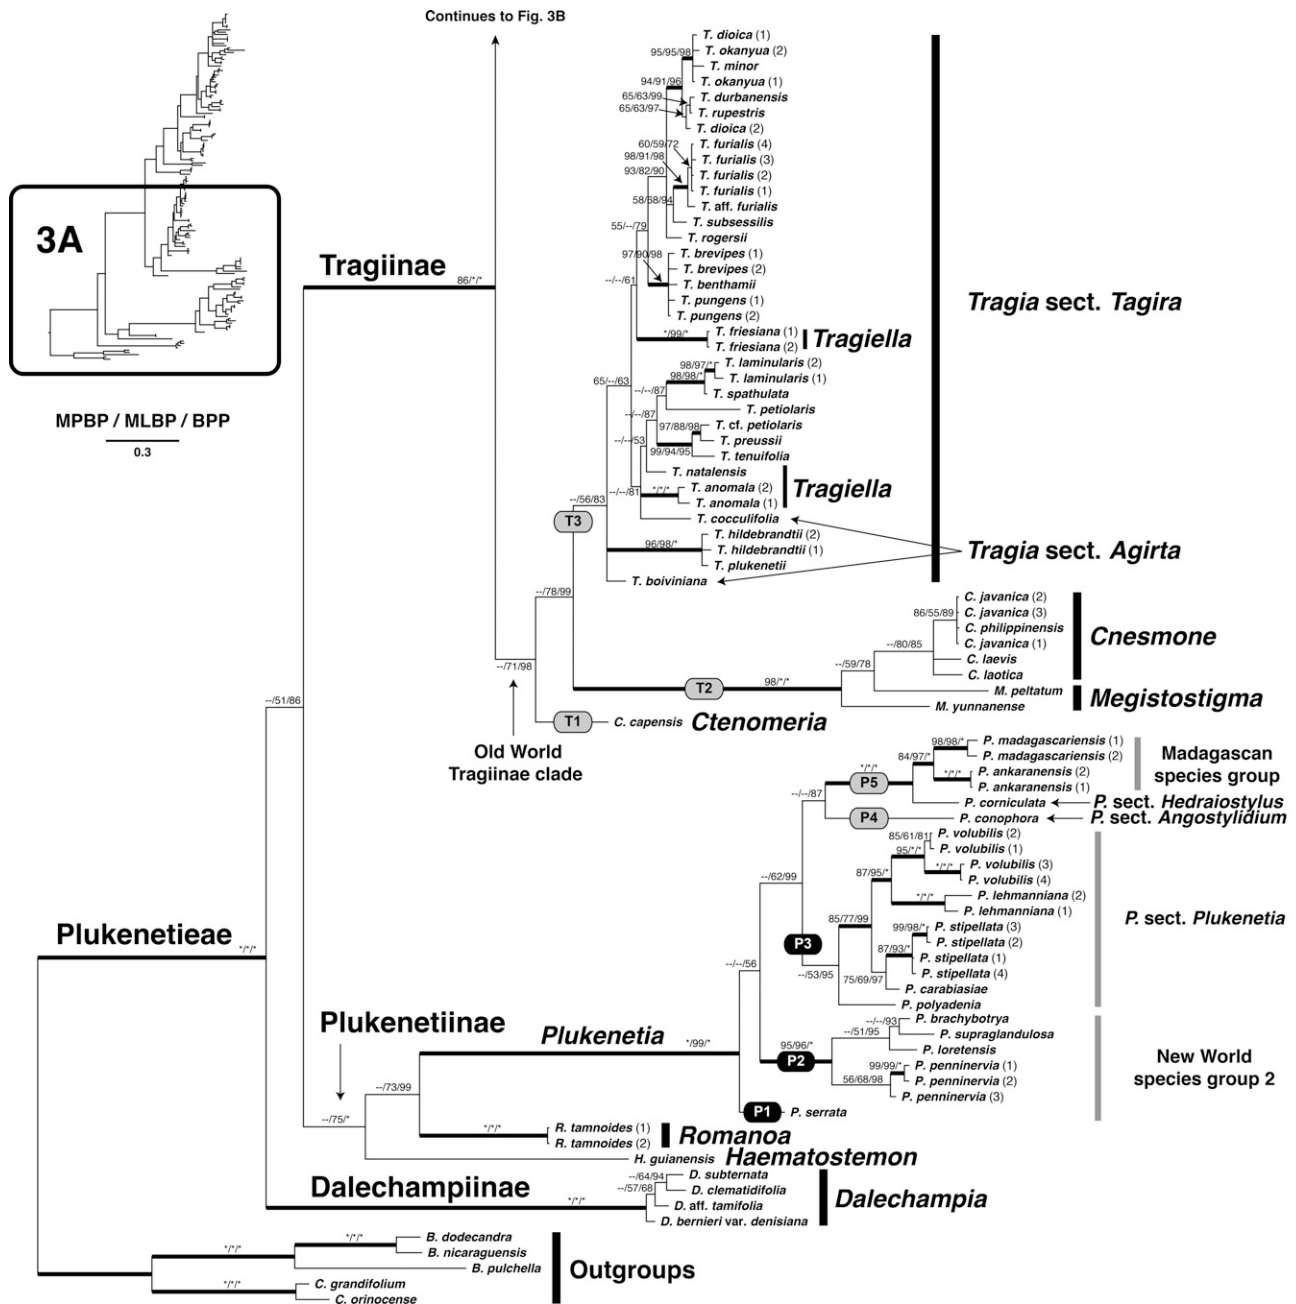 Continues to Fig. 3B
3A
MPBP / MLBP / BPP
0.3
Tragiinae
86/*/*
T. dioica (1)
95/95/98
T. okanyua (2)
T. minor
94/91/96
T. okanyua (1)
65/63/99
T. durbanensis
65/63/97
T. rupestris
T. dioica (2)
60/59/72
T. furialis (4)
98/91/98
T. furialis (3)
93/82/90
T. furialis (2)
T. furialis (1)
58/68/94
T. aff. furialis
T. subsessilis
55/--/79
T. rogersii
97/90/98
T. brevipes (1)
T. brevipes (2)
--/--/61
T. benthamii
T. pungens (1)
T. pungens (2)
Tragia sect. Tagira
*/99/*
T. friesiana (1)
T. friesiana (2)
Tragiella
98/97/*
T. laminularis (2)
98/98/*
T. laminularis (1)
65/--/63
--/--/87
T. spathulata
T. petiolaris
--/--/87
97/88/98
T. cf. petiolaris
--/--/53
T. preussii
99/94/95
T. tenuifolia
T. natalensis
--/--/81
*/*/*
T. anomala (2)
T. anomala (1)
Tragiella
--/56/83
T3
T. cocculifolia
T. hildebrandtii (2)
96/98/*
T. hildebrandtii (1)
T. plukenetii
Tragia sect. Agirta
T. boiviniana
--/78/99
C. javanica (2)
86/55/89
C. javanica (3)
C. philippinensis
C. javanica (1)
--/80/85
C. laevis
C. laotica
Cnesmone
--/59/78
T2
98/*/*
M. peltatum
M. yunnanense
Megistostigma
--/71/98
T1
C. capensis
Ctenomeria
Old World
Tragiinae clade
--/51/86
98/98/*
P. madagascariensis (1)
84/97/*
P. madagascariensis (2)
*/*/*
P5
*/*/*
P. ankaranensis (2)
P. ankaranensis (1)
Madagascan
species group
--/--/87
P. corniculata
P. sect. Hedraiostylus
P4
P. conophora
P. sect. Angostylidium
85/61/81
P. volubilis (2)
95/*/*
P. volubilis (1)
*/*/*
P. volubilis (3)
87/95/*
P. volubilis (4)
--/62/99
*/*/*
P. lehmanniana (2)
P. lehmanniana (1)
P. sect. Plukenetia
85/77/99
99/98/*
P. stipellata (3)
P. stipellata (2)
P3
87/93/*
P. stipellata (1)
--/53/95
75/69/97
P. stipellata (4)
P. carabiasiae
P. polyadenia
--/--/56
--/--/93
P. brachybotrya
--/51/95
P. supraglandulosa
P. loretensis
95/96/*
P2
99/99/*
P. penninervia (1)
56/68/98
P. penninervia (2)
P. penninervia (3)
New World
species group 2
Plukenetieae
*/*/*
Plukenetiinae
Plukenetia
*/99/*
P1
P. serrata
--/73/99
--/75/*
*/*/*
R. tamnoides (1)
R. tamnoides (2)
Romanoa
H. guianensis
Haematostemon
Dalechampiinae
*/*/*
--/64/94
--/57/68
D. subternata
D. clematidifolia
D. aff. tamifolia
D. bernieri var. denisiana
Dalechampia
*/*/*
*/*/*
B. dodecandra
B. nicaraguensis
B. pulchella
*/*/*
C. grandifolium
C. orinocense
Outgroups